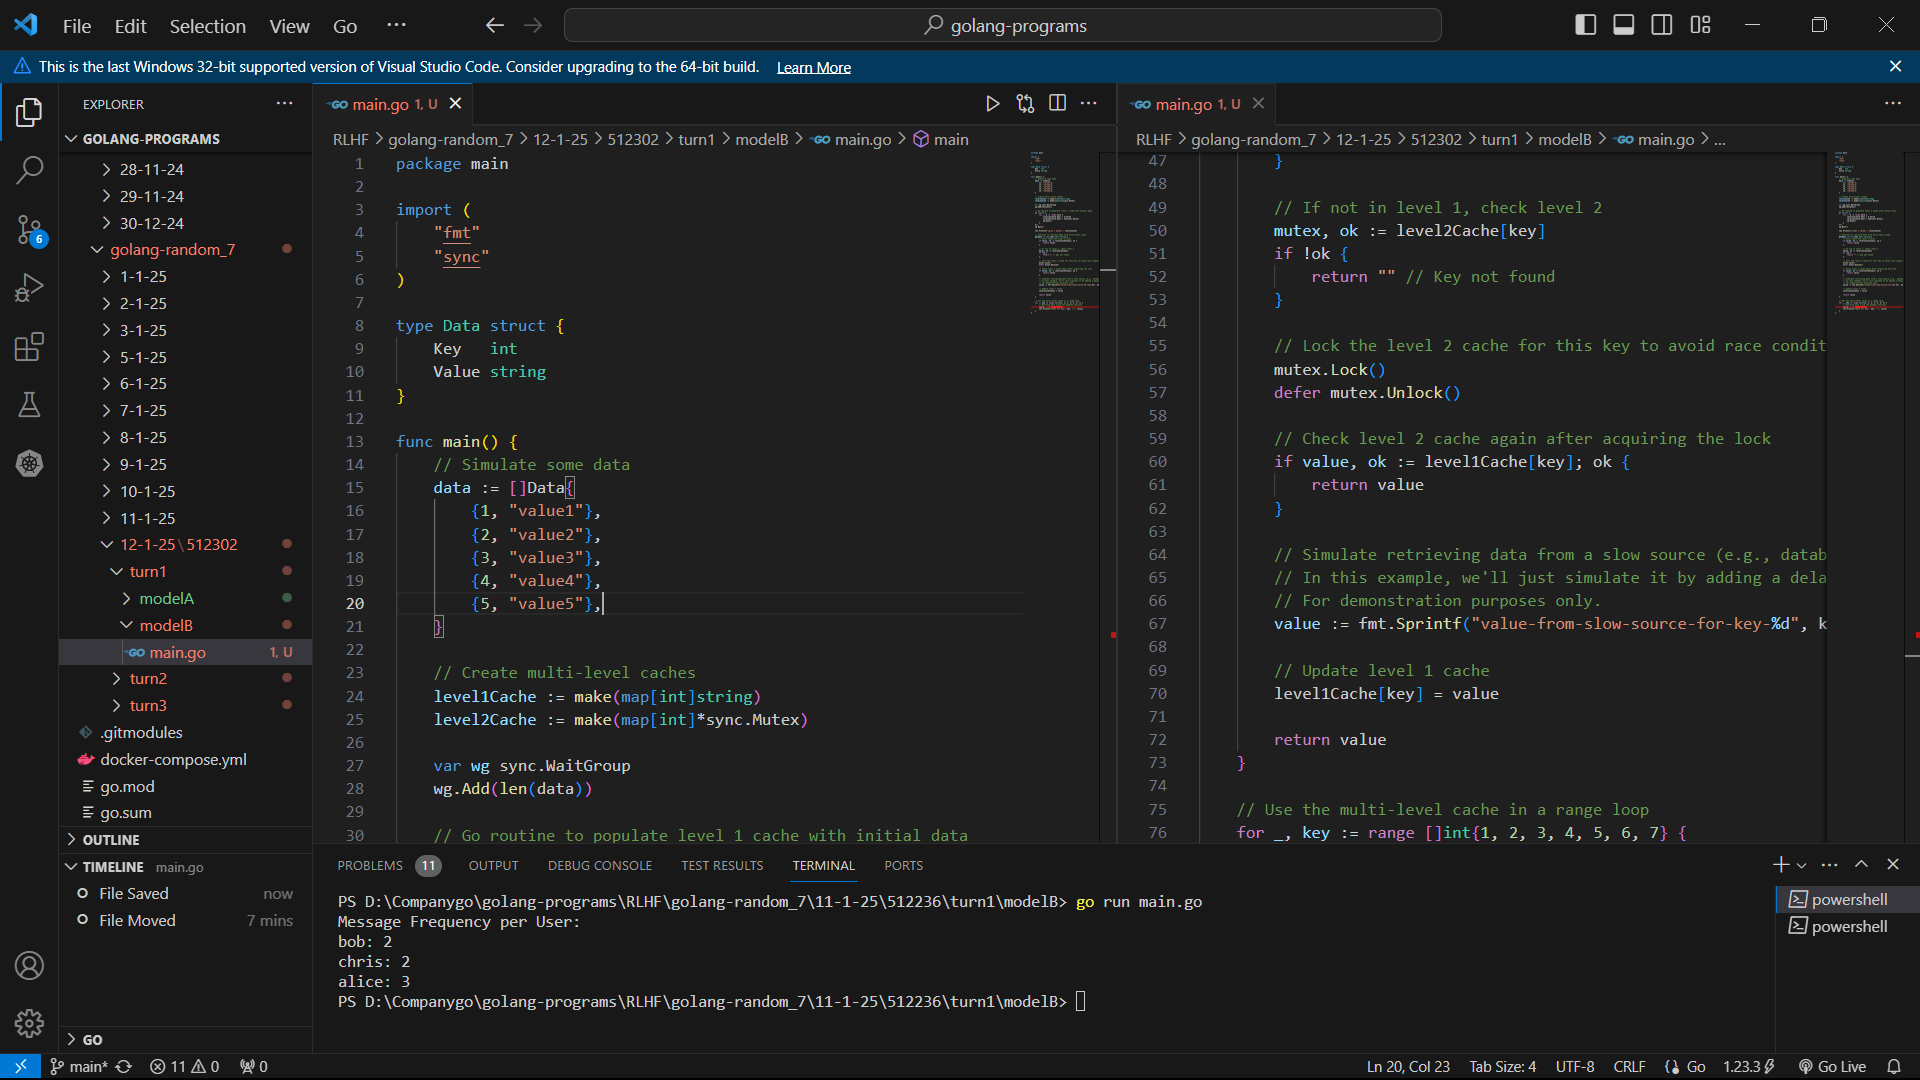 File Edit Selection View Go ··· golang-programs
This is the last Windows 32-bit supported version of Visual Studio Code. Consider upgrading to the 64-bit build. Learn More
EXPLORER ···
GOLANG-PROGRAMS
28-11-24
29-11-24
30-12-24
golang-random_7
1-1-25
2-1-25
3-1-25
5-1-25
6-1-25
7-1-25
8-1-25
9-1-25
10-1-25
11-1-25
12-1-25\512302
turn1
modelA
modelB
GO main.go 1, U
turn2
turn3
.gitmodules
docker-compose.yml
go.mod
go.sum
OUTLINE
TIMELINE main.go
File Saved now
File Moved 7 mins
GO
6
GO main.go 1, U
RLHF > golang-random_7 > 12-1-25 > 512302 > turn1 > modelB > GO main.go > main
1 package main
2
3 import (
4 "fmt"
5 "sync"
6 )
7
8 type Data struct {
9 Key int
10 Value string
11 }
12
13 func main() {
14 // Simulate some data
15 data := []Data{
16 {1, "value1"},
17 {2, "value2"},
18 {3, "value3"},
19 {4, "value4"},
20 {5, "value5"},
21 }
22
23 // Create multi-level caches
24 level1Cache := make(map[int]string)
25 level2Cache := make(map[int]*sync.Mutex)
26
27 var wg sync.WaitGroup
28 wg.Add(len(data))
29
30 // Go routine to populate level 1 cache with initial data
GO main.go 1, U
RLHF > golang-random_7 > 12-1-25 > 512302 > turn1 > modelB > GO main.go > ...
47 }
48
49 // If not in level 1, check level 2
50 mutex, ok := level2Cache[key]
51 if !ok {
52 return "" // Key not found
53 }
54
55 // Lock the level 2 cache for this key to avoid race condit
56 mutex.Lock()
57 defer mutex.Unlock()
58
59 // Check level 2 cache again after acquiring the lock
60 if value, ok := level1Cache[key]; ok {
61 return value
62 }
63
64 // Simulate retrieving data from a slow source (e.g., datab
65 // In this example, we'll just simulate it by adding a dela
66 // For demonstration purposes only.
67 value := fmt.Sprintf("value-from-slow-source-for-key-%d", k
68
69 // Update level 1 cache
70 level1Cache[key] = value
71
72 return value
73 }
74
75 // Use the multi-level cache in a range loop
76 for _, key := range []int{1, 2, 3, 4, 5, 6, 7} {
PROBLEMS 11 OUTPUT DEBUG CONSOLE TEST RESULTS TERMINAL PORTS
PS D:\Companygo\golang-programs\RLHF\golang-random_7\11-1-25\512236\turn1\modelB> go run main.go
Message Frequency per User:
bob: 2
chris: 2
alice: 3
PS D:\Companygo\golang-programs\RLHF\golang-random_7\11-1-25\512236\turn1\modelB>
powershell
powershell
main* 11 0 0 Ln 20, Col 23 Tab Size: 4 UTF-8 CRLF Go 1.23.3 Go Live